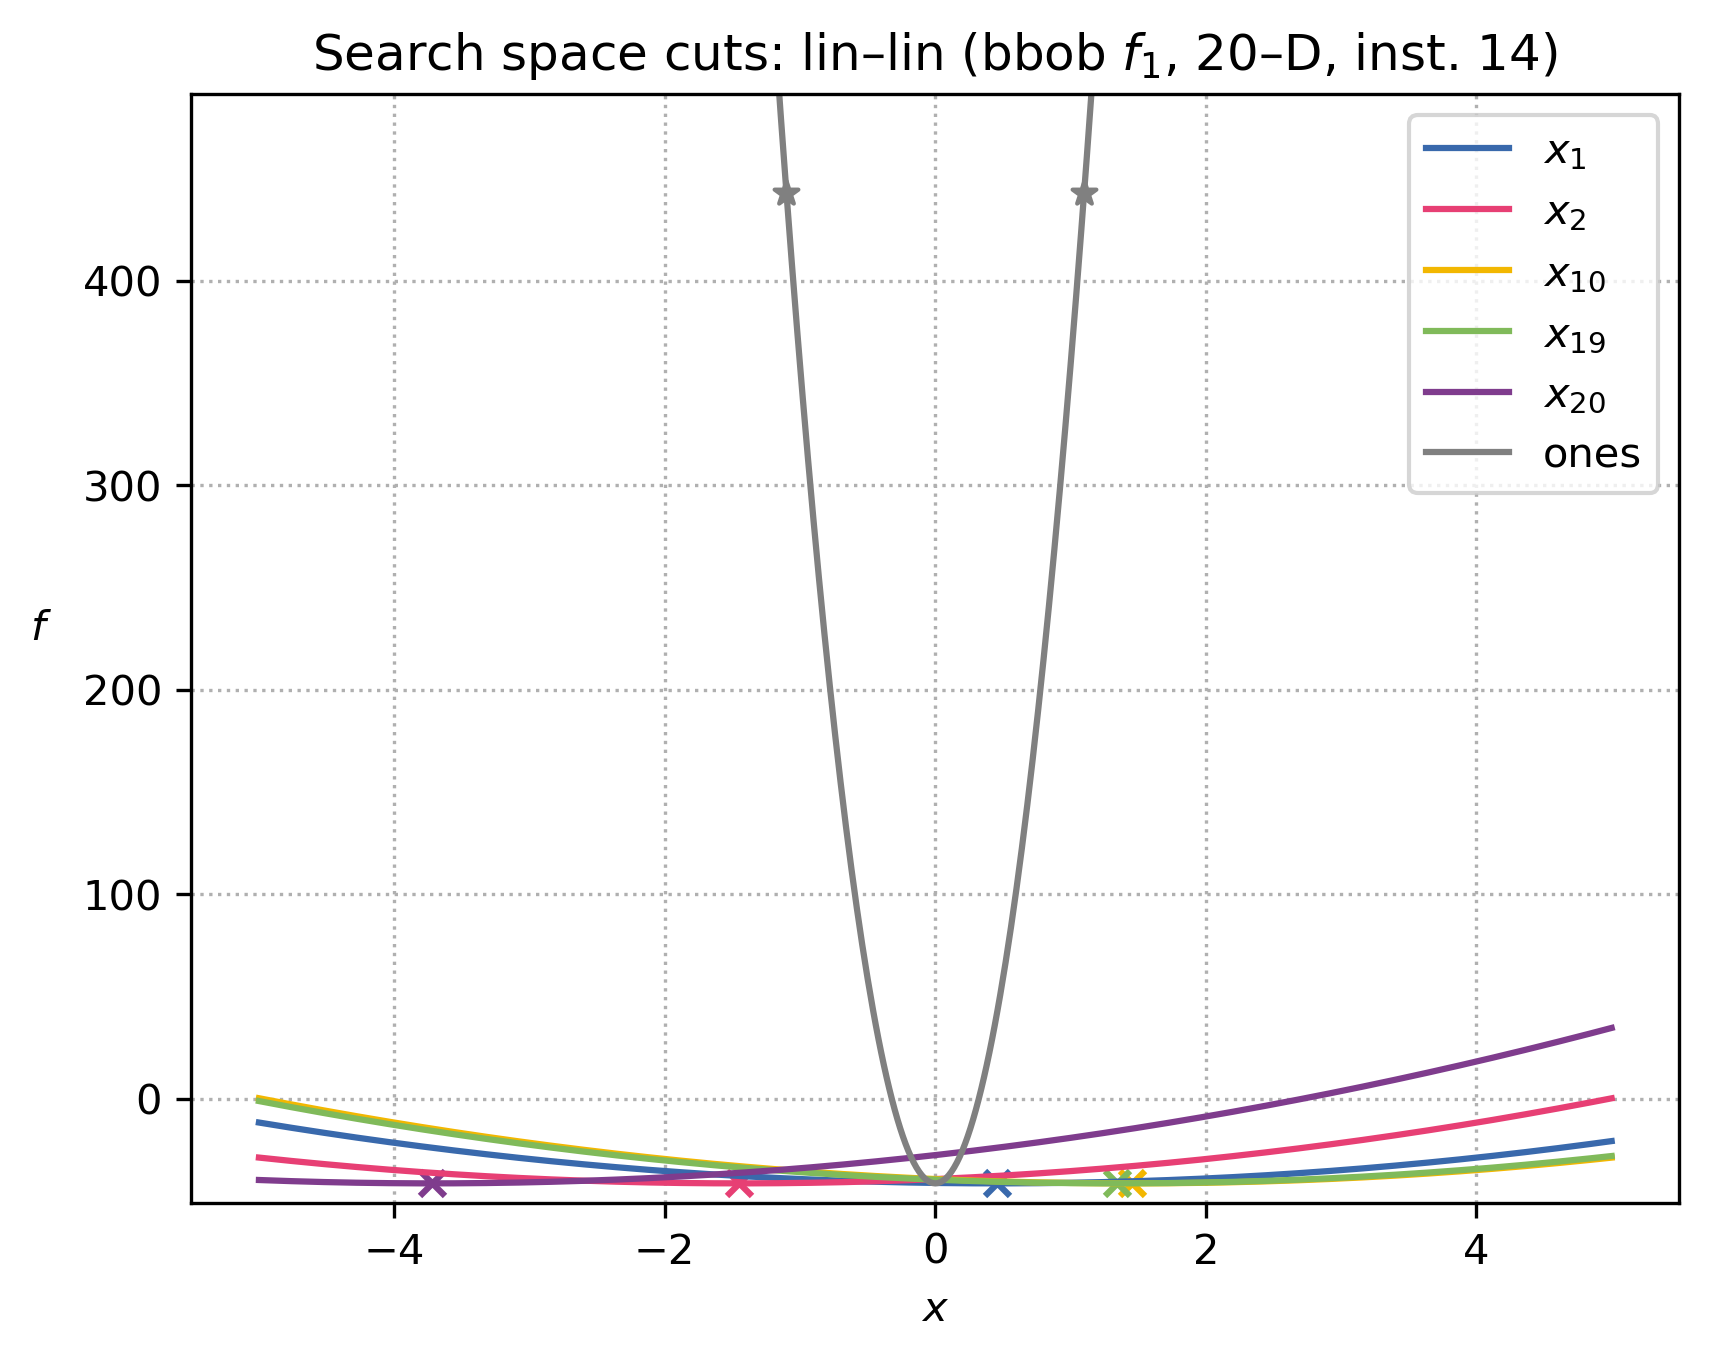 Search space cuts: lin–lin (bbob f₁, 20–D, inst. 14)
x₁
x₂
x₁₀
x₁₉
x₂₀
ones
400
300
200
100
0
f
−4 −2 0 2 4
x